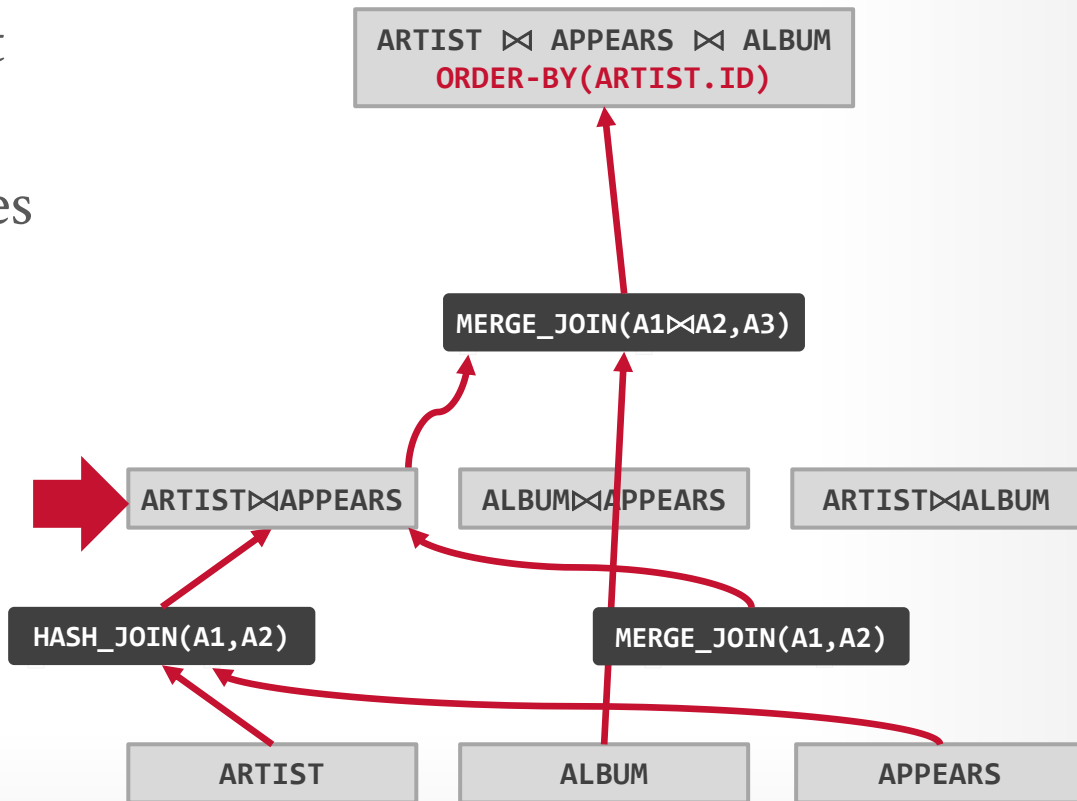 t
es
ARTIST ⋈ APPEARS ⋈ ALBUM
ORDER-BY(ARTIST.ID)
MERGE_JOIN(A1⋈A2,A3)
ARTIST⋈APPEARS
ALBUM⋈APPEARS
ARTIST⋈ALBUM
HASH_JOIN(A1,A2)
MERGE_JOIN(A1,A2)
ARTIST
ALBUM
APPEARS